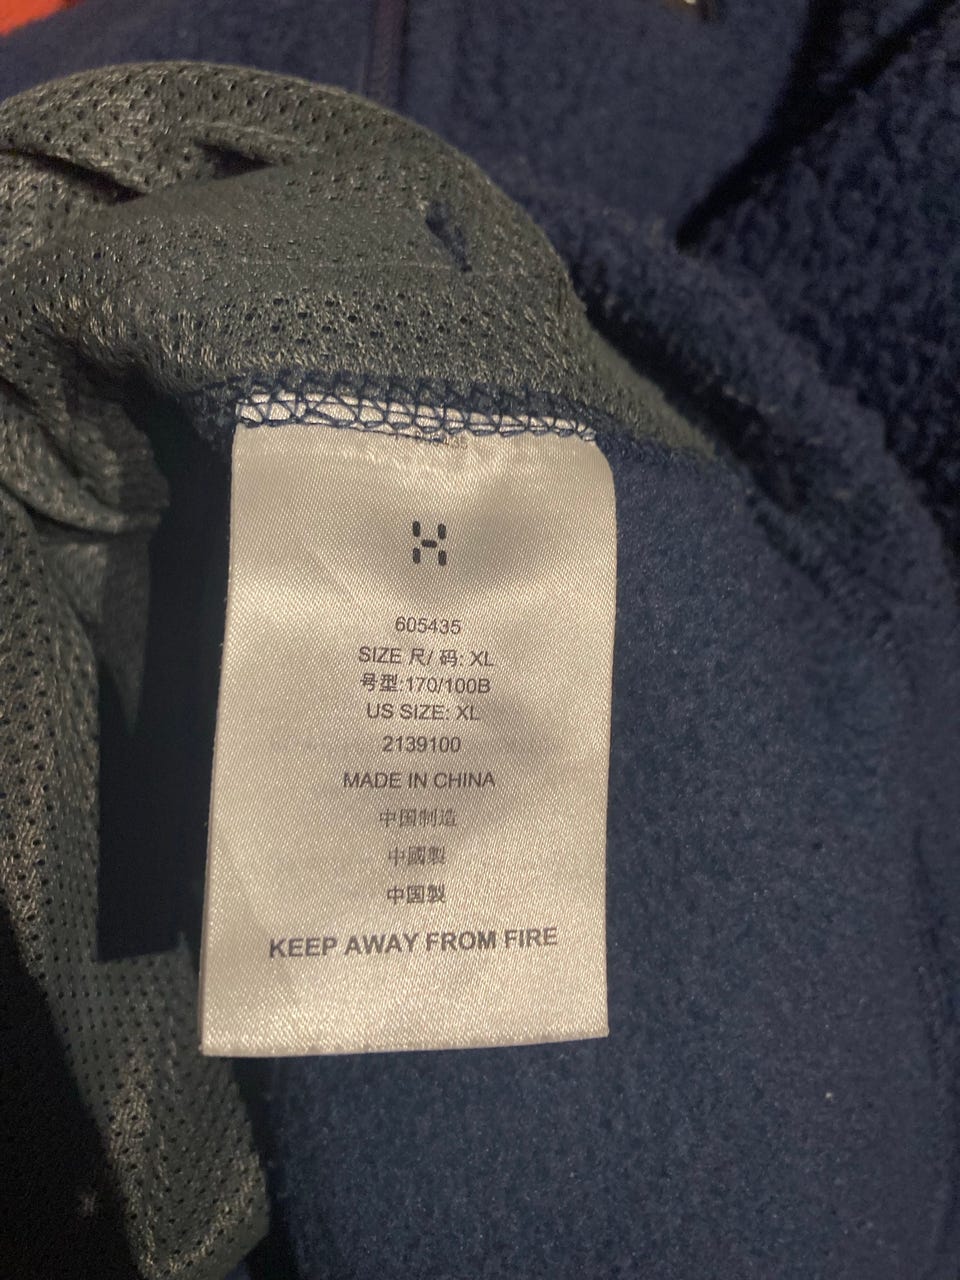 605435
SIZE 尺/ 码: XL
号型:170/100B
US SIZE: XL
2139100
MADE IN CHINA
中国制造
中國製
中国製
KEEP AWAY FROM FIRE